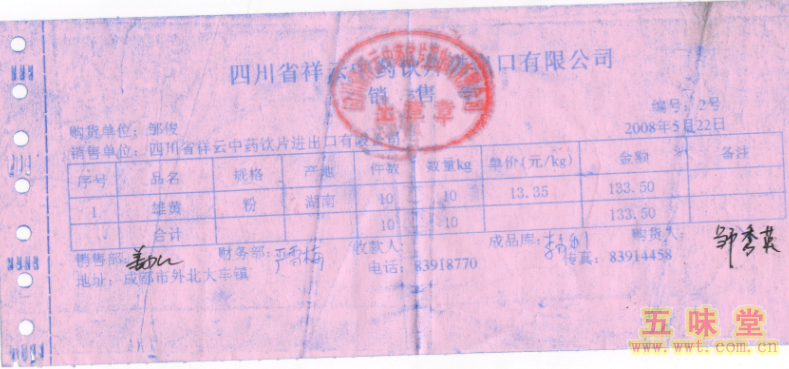 四川省祥云中药饮片进出口有限公司
销 售
编号：2号
购货单位：邹俊
2008年5月22日
销售单位：四川省祥云中药饮片进出口有限公司
序号 品名 规格 产地 件数 数量kg 单价(元/kg) 金额 备注
1 雄黄 粉 湖南 10 10 13.35 133.50
合计 10 10 133.50
销售部： 财务部： 收款人： 成品库： 购货人：
地址：成都市外北大丰镇 电话：83918770 传真：83914458
五味堂
www.wwt.com.cn